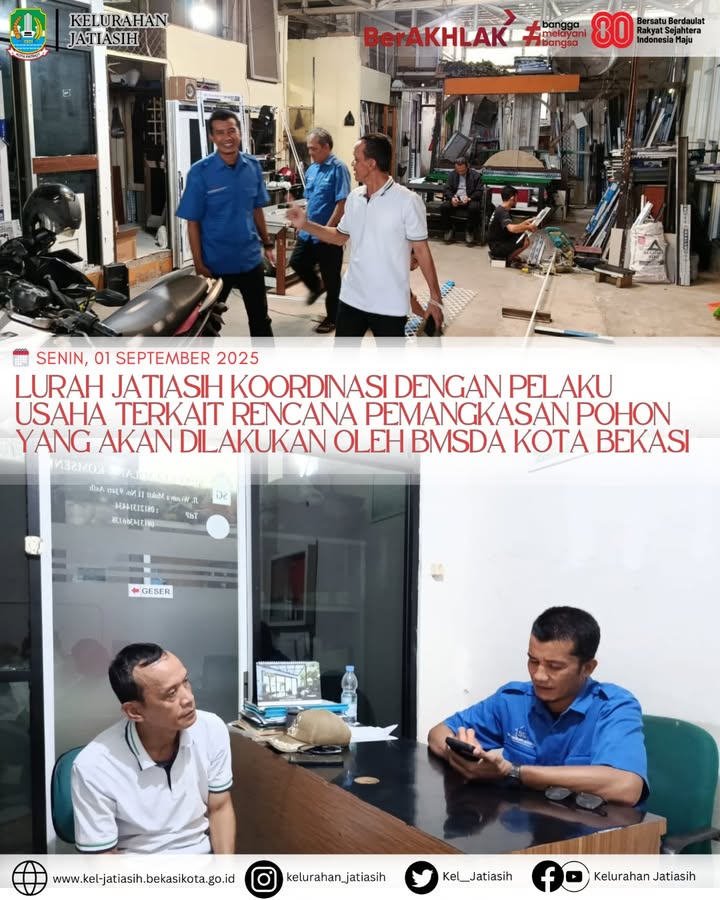 KELURAHAN
JATIASIH
BerAKHLAK
#bangga
melayani
bangsa
80
Bersatu Berdaulat
Rakyat Sejahtera
Indonesia Maju
SENIN, 01 SEPTEMBER 2025
LURAH JATIASIH KOORDINASI DENGAN PELAKU
USAHA TERKAIT RENCANA PEMANGKASAN POHON
YANG AKAN DILAKUKAN OLEH BMSDA KOTA BEKASI
SG
GESER
www.kel-jatiasih.bekasikota.go.id
kelurahan_jatiasih
Kel__Jatiasih
Kelurahan Jatiasih